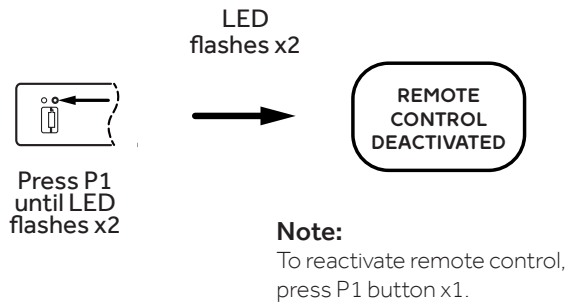 LED
flashes x2
REMOTE
CONTROL
DEACTIVATED
Press P1
until LED
flashes x2
Note:
To reactivate remote control,
press P1 button x1.